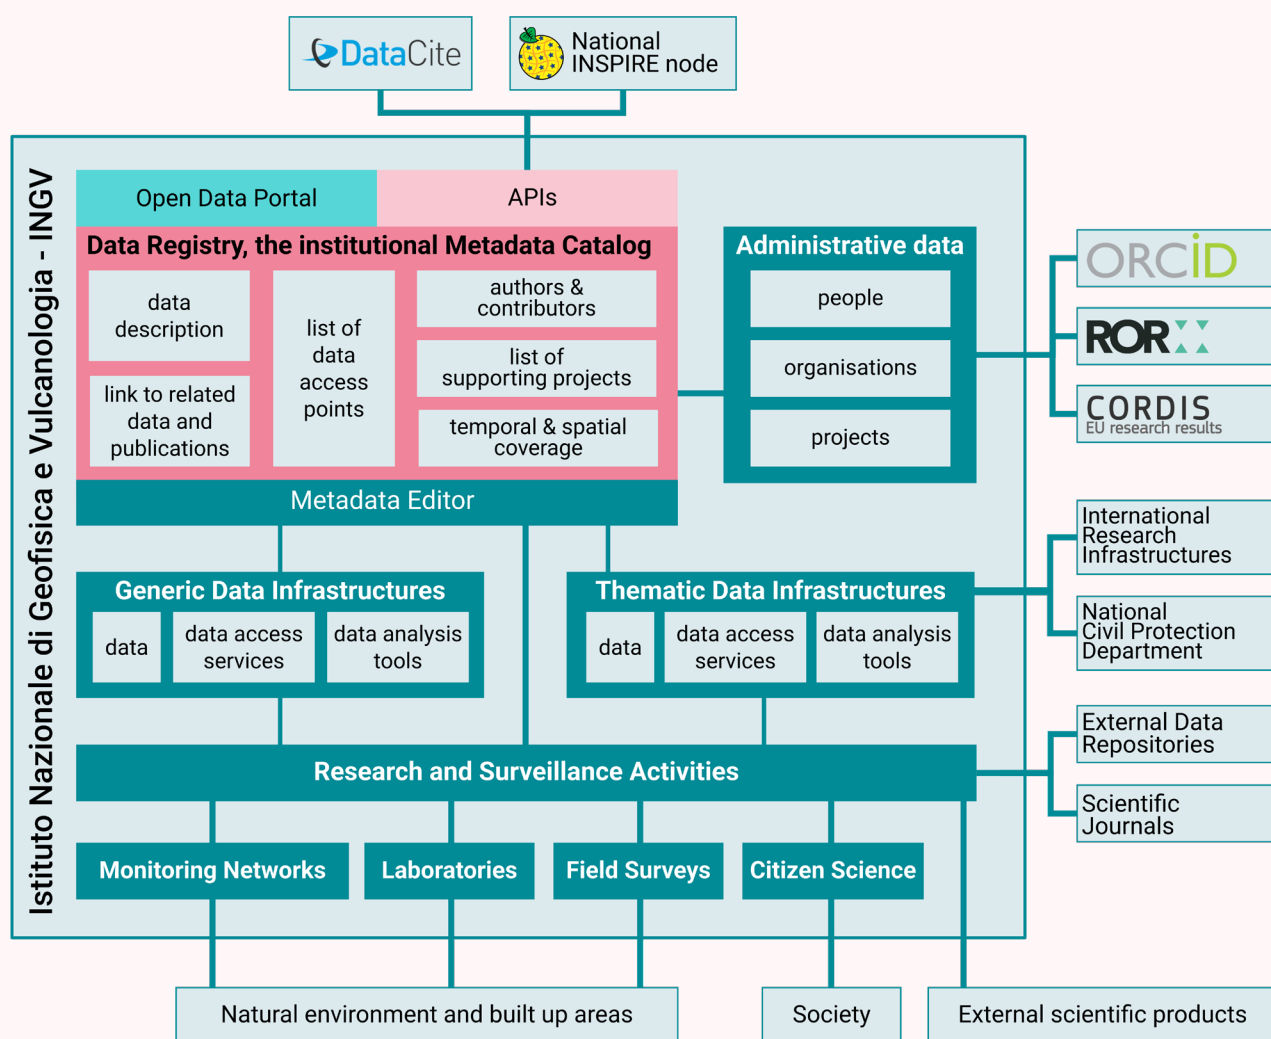 DataCite
National
INSPIRE node
Istituto Nazionale di Geofisica e Vulcanologia - INGV
Open Data Portal
APIs
Data Registry, the institutional Metadata Catalog
data
description
link to related
data and
publications
list of
data
access
points
authors &
contributors
list of
supporting projects
temporal & spatial
coverage
Metadata Editor
Administrative data
people
organisations
projects
ORCiD
ROR
CORDIS
EU research results
Generic Data Infrastructures
data
data access
services
data analysis
tools
Thematic Data Infrastructures
data
data access
services
data analysis
tools
International
Research
Infrastructures
National
Civil Protection
Department
Research and Surveillance Activities
External Data
Repositories
Scientific
Journals
Monitoring Networks
Laboratories
Field Surveys
Citizen Science
Natural environment and built up areas
Society
External scientific products